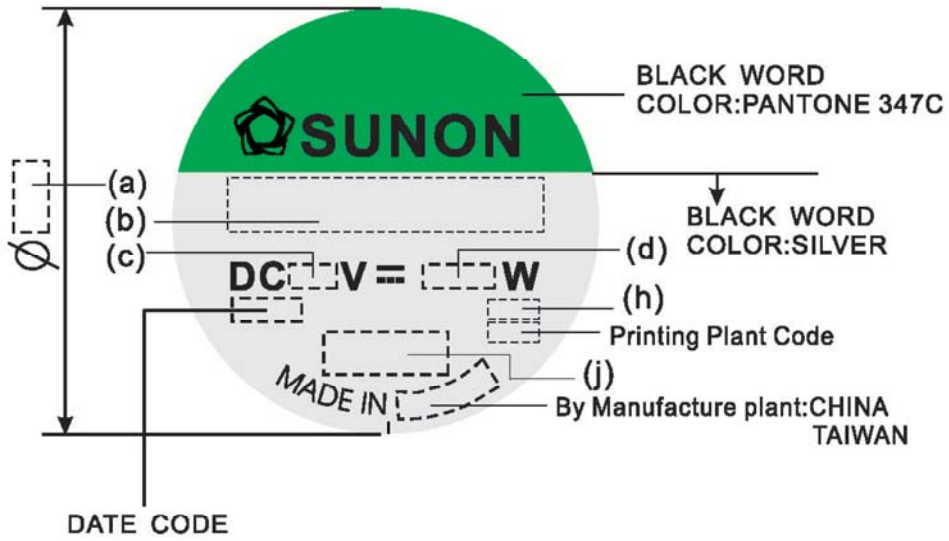 BLACK WORD
COLOR:PANTONE 347C
SUNON
(a)
Ø
(b)
BLACK WORD
COLOR:SILVER
(c)
(d)
DC V W
(h)
Printing Plant Code
(j)
MADE IN
By Manufacture plant:CHINA
TAIWAN
DATE CODE